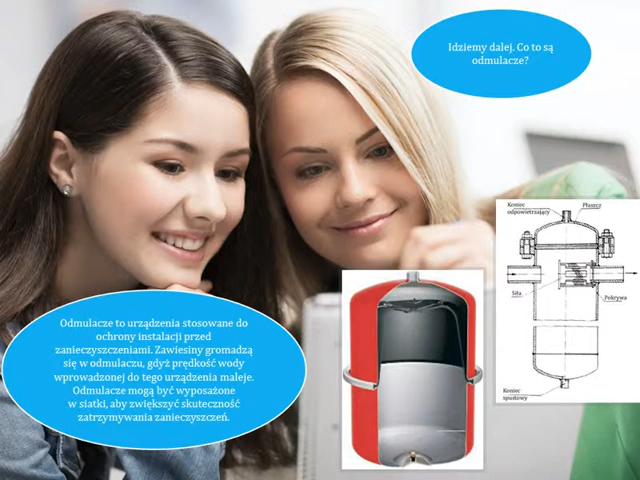 Idziemy dalej. Co to są
odmulacze?
Koniec
odpowietrzający
Płaszcz
Siła
Pokrywa
Koniec
spustowy
Odmulacze to urządzenia stosowane do
ochrony instalacji przed
zanieczyszczeniami. Zawiesiny gromadzą
się w odmulaczu, gdyż prędkość wody
wprowadzonej do tego urządzenia maleje.
Odmulacze mogą być wyposażone
w siatki, aby zwiększyć skuteczność
zatrzymywania zanieczyszczeń.